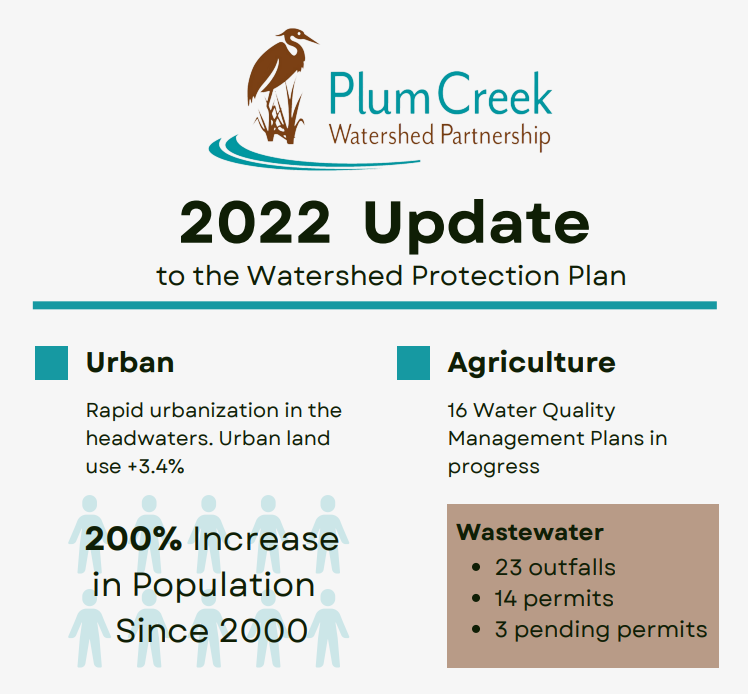 Plum Creek
Watershed Partnership
2022 Update
to the Watershed Protection Plan
Urban
Rapid urbanization in the
headwaters. Urban land
use +3.4%
200% Increase
in Population
Since 2000
Agriculture
16 Water Quality
Management Plans in
progress
Wastewater
• 23 outfalls
• 14 permits
• 3 pending permits